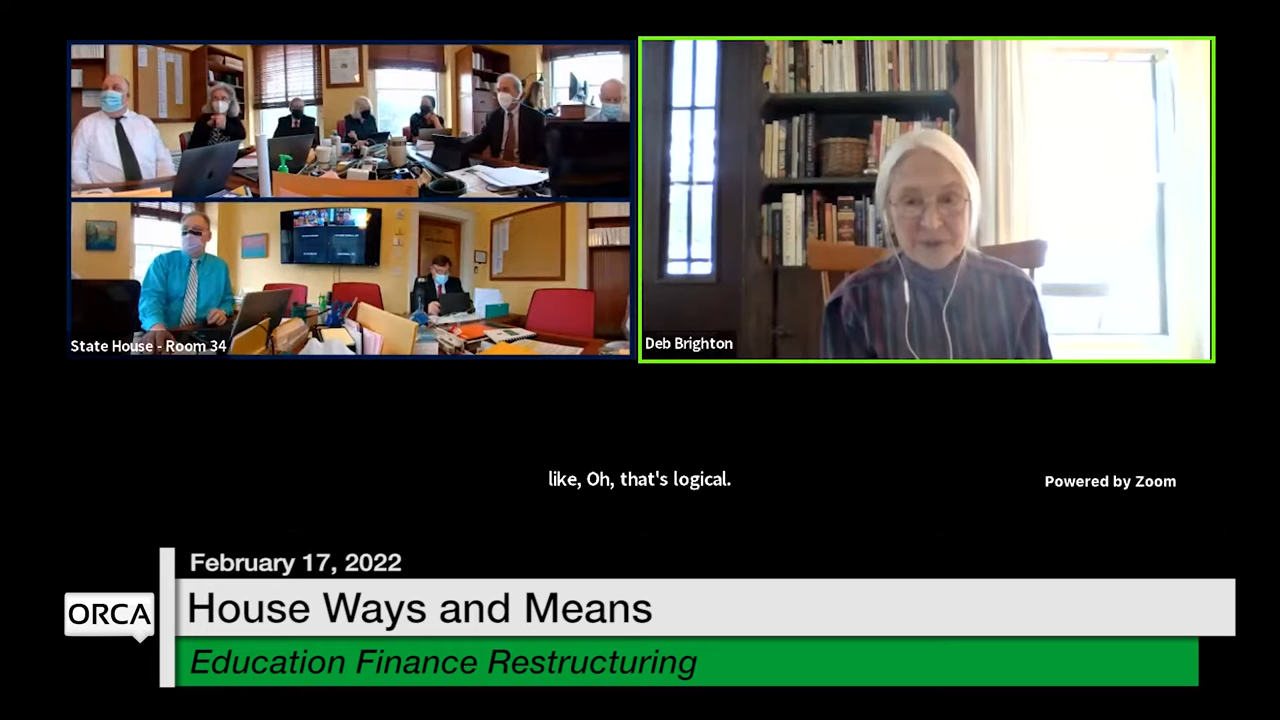 State House - Room 34
Deb Brighton
like, Oh, that's logical.
Powered by Zoom
February 17, 2022
ORCA
House Ways and Means
Education Finance Restructuring